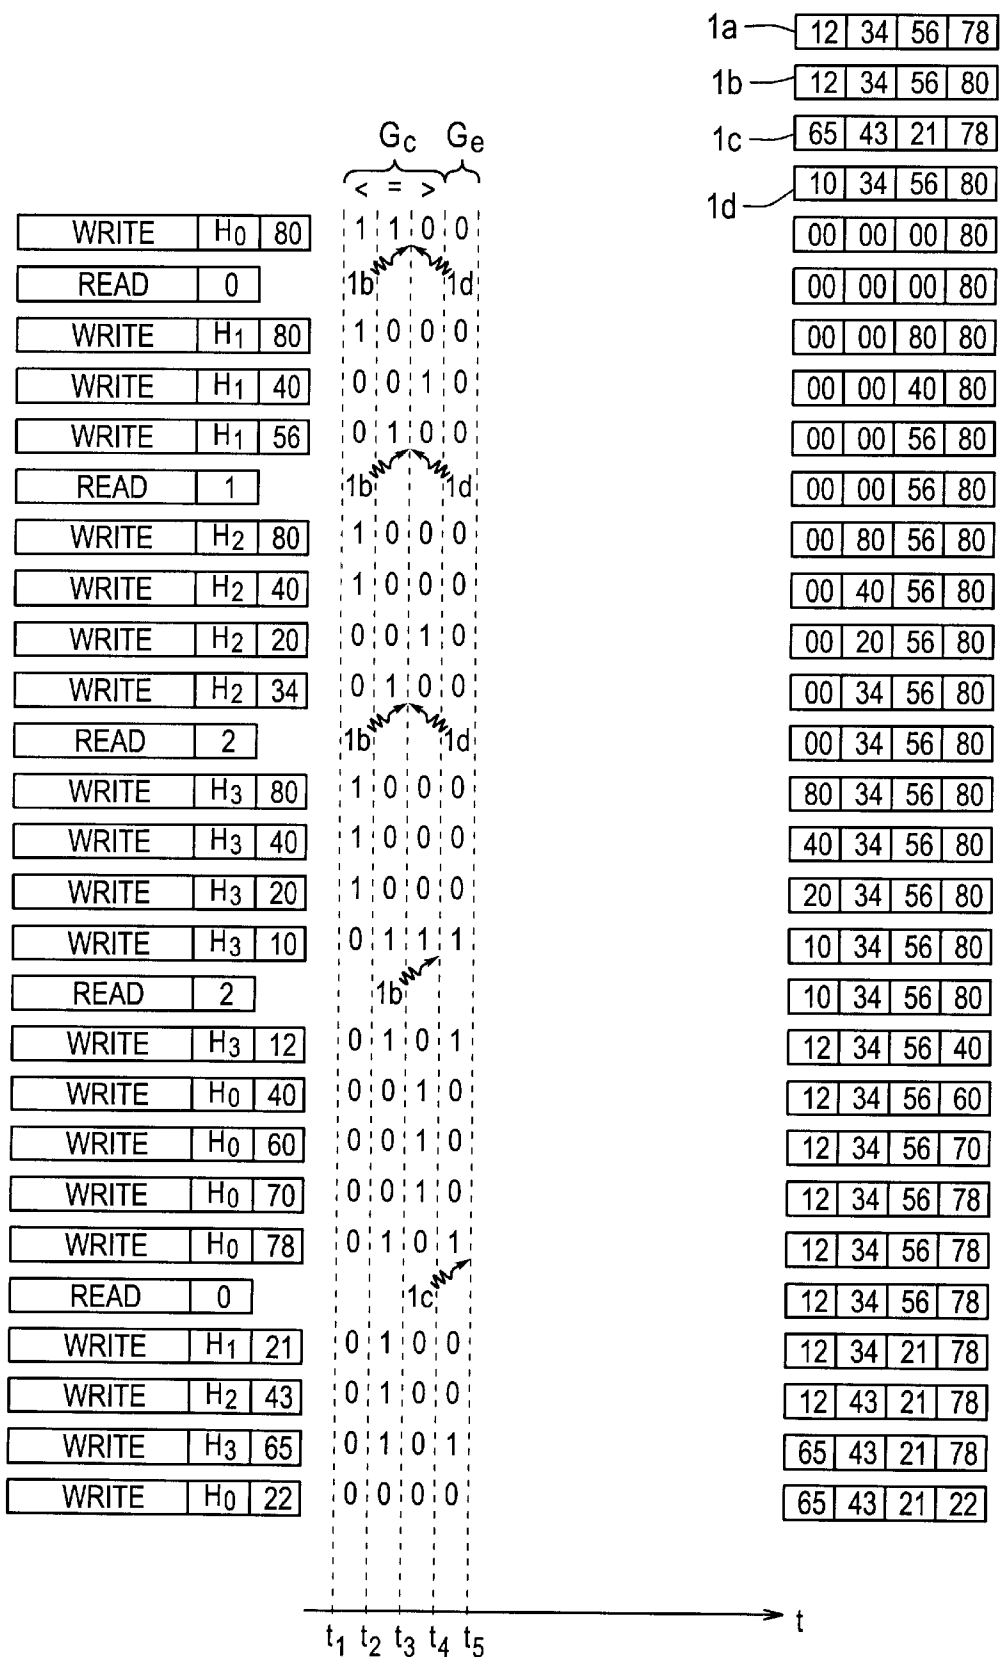 1a 12 34 56 78
1b 12 34 56 80
1c 65 43 21 78
Gc Ge
1d 10 34 56 80
< = >
WRITE H0 80 1 1 0 0 00 00 00 80
READ 0 1b 1d 00 00 00 80
WRITE H1 80 1 0 0 0 00 00 80 80
WRITE H1 40 0 0 1 0 00 00 40 80
WRITE H1 56 0 1 0 0 00 00 56 80
READ 1 1b 1d 00 00 56 80
WRITE H2 80 1 0 0 0 00 80 56 80
WRITE H2 40 1 0 0 0 00 40 56 80
WRITE H2 20 0 0 1 0 00 20 56 80
WRITE H2 34 0 1 0 0 00 34 56 80
READ 2 1b 1d 00 34 56 80
WRITE H3 80 1 0 0 0 80 34 56 80
WRITE H3 40 1 0 0 0 40 34 56 80
WRITE H3 20 1 0 0 0 20 34 56 80
WRITE H3 10 0 1 1 1 10 34 56 80
READ 2 1b 10 34 56 80
WRITE H3 12 0 1 0 1 12 34 56 40
WRITE H0 40 0 0 1 0 12 34 56 60
WRITE H0 60 0 0 1 0 12 34 56 70
WRITE H0 70 0 0 1 0 12 34 56 78
WRITE H0 78 0 1 0 1 12 34 56 78
READ 0 1c 12 34 56 78
WRITE H1 21 0 1 0 0 12 34 21 78
WRITE H2 43 0 1 0 0 12 43 21 78
WRITE H3 65 0 1 0 1 65 43 21 78
WRITE H0 22 0 0 0 0 65 43 21 22
t
t1 t2 t3 t4 t5